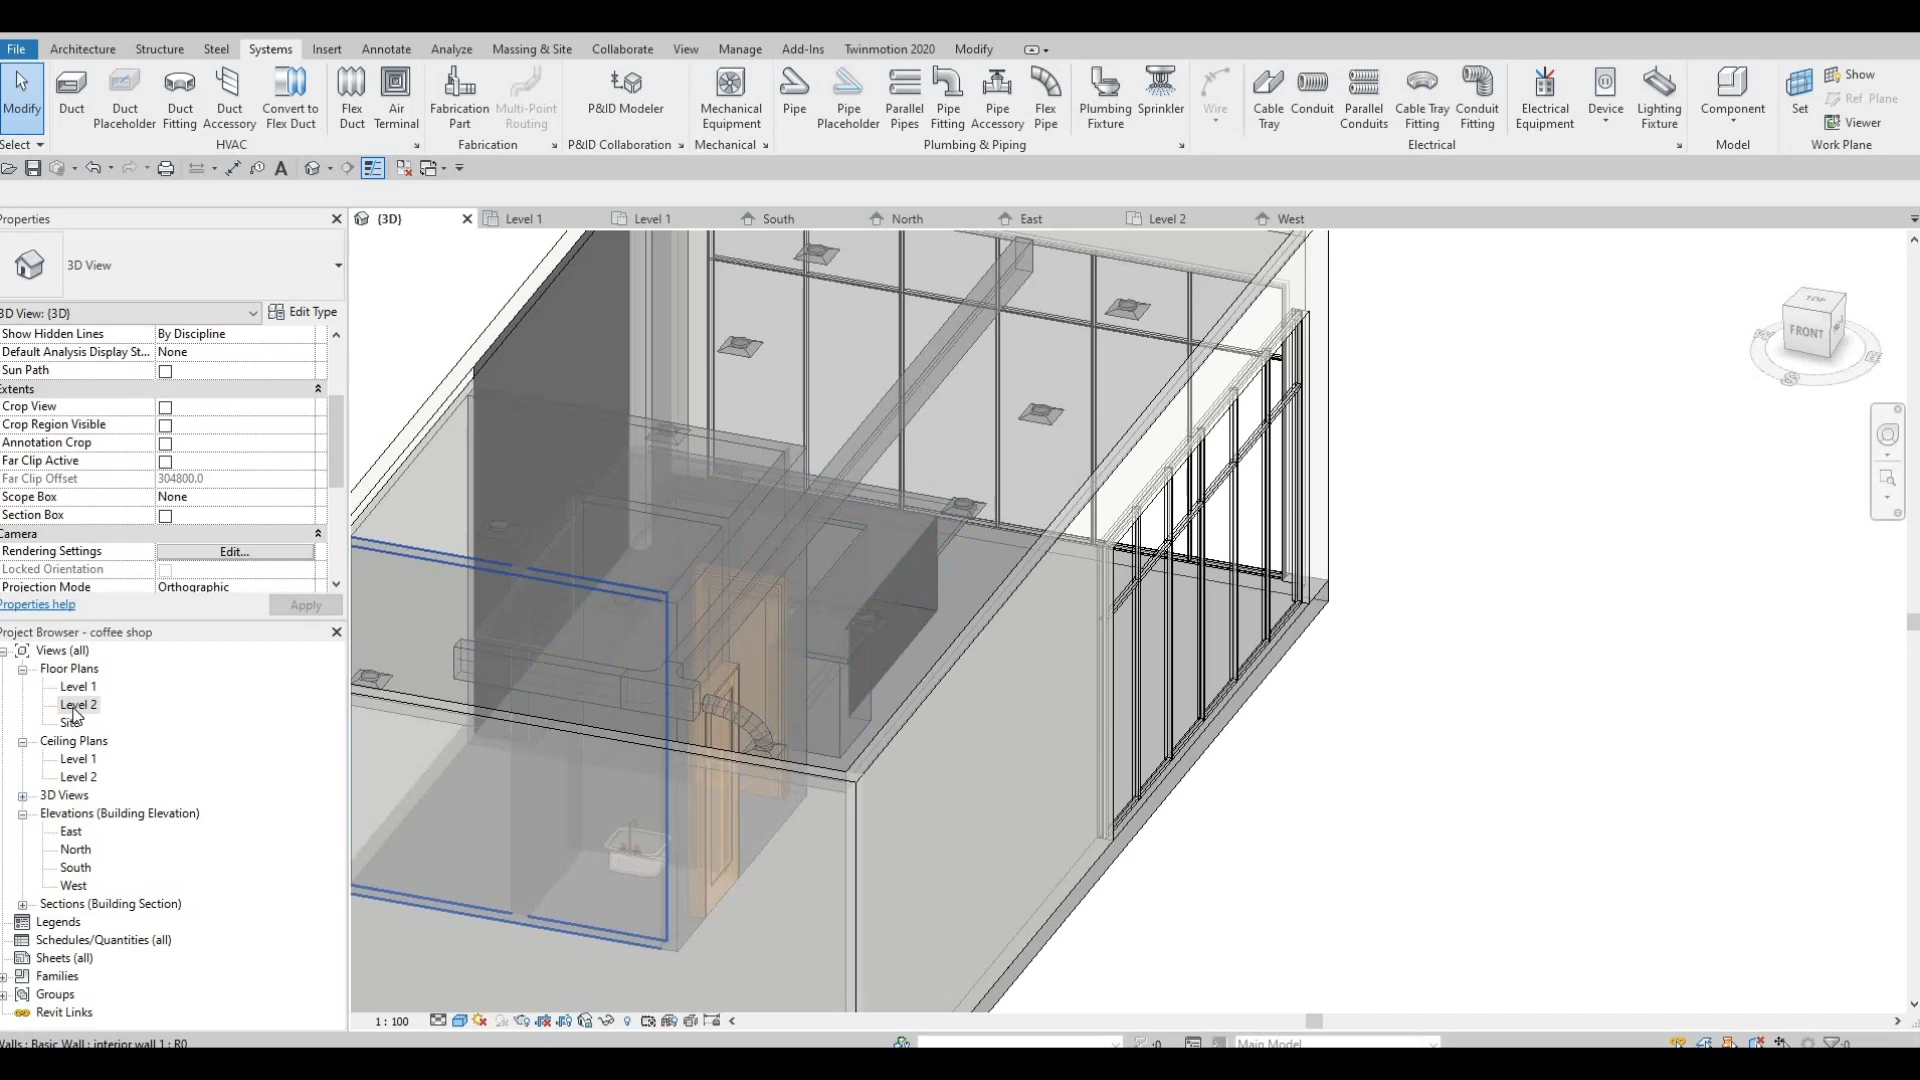 File Architecture Structure Steel Systems Insert Annotate Analyze Massing & Site Collaborate View Manage Add-Ins Twinmotion 2020 Modify
Modify Duct Duct Placeholder Duct Fitting Duct Accessory Convert to Flex Duct Flex Duct Air Terminal Fabrication Part Multi-Point Routing P&ID Modeler Mechanical Equipment Pipe Pipe Placeholder Parallel Pipes Pipe Fitting Pipe Accessory Flex Pipe Plumbing Fixture Sprinkler Wire Cable Tray Conduit Parallel Conduits Cable Tray Fitting Conduit Fitting Electrical Equipment Device Lighting Fixture Component Set Show Ref Plane Viewer
Select HVAC Fabrication P&ID Collaboration Mechanical Plumbing & Piping Electrical Model Work Plane
Properties {3D} Level 1 Level 1 South North East Level 2 West
3D View
3D View: {3D} Edit Type
Show Hidden Lines By Discipline
Default Analysis Display St... None
Sun Path
Extents
Crop View
Crop Region Visible
Annotation Crop
Far Clip Active
Far Clip Offset 304800.0
Scope Box None
Section Box
Camera
Rendering Settings Edit...
Locked Orientation
Projection Mode Orthographic
Properties help Apply
Project Browser - coffee shop
Views (all)
Floor Plans
Level 1
Level 2
Site
Ceiling Plans
Level 1
Level 2
3D Views
Elevations (Building Elevation)
East
North
South
West
Sections (Building Section)
Legends
Schedules/Quantities (all)
Sheets (all)
Families
Groups
Revit Links
TOP
FRONT
S
E
1 : 100
Walls : Basic Wall : interior wall 1 : R0 :0 Main Model :0